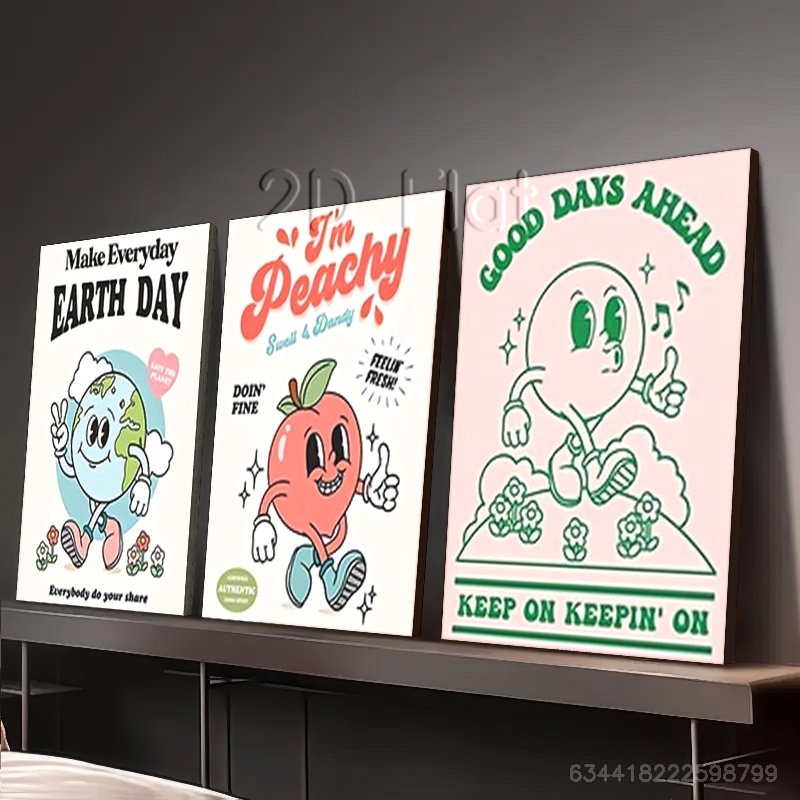 2D Flat
Make Everyday
EARTH DAY
SAVE THE
PLANET
Everybody do your share
I'm
Peachy
Swell & Dandy
FEELIN'
FRESH!
DOIN'
FINE
AUTHENTIC
GOOD DAYS AHEAD
KEEP ON KEEPIN' ON
634418222598799